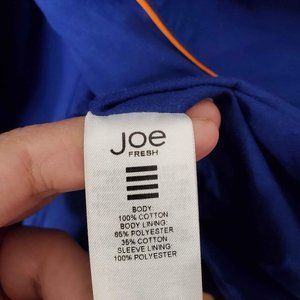 Joe
FRESH
BODY
100% COTTON
BODY LINING:
65% POLYESTER
35% COTTON
SLEEVE LINING:
100% POLYESTER